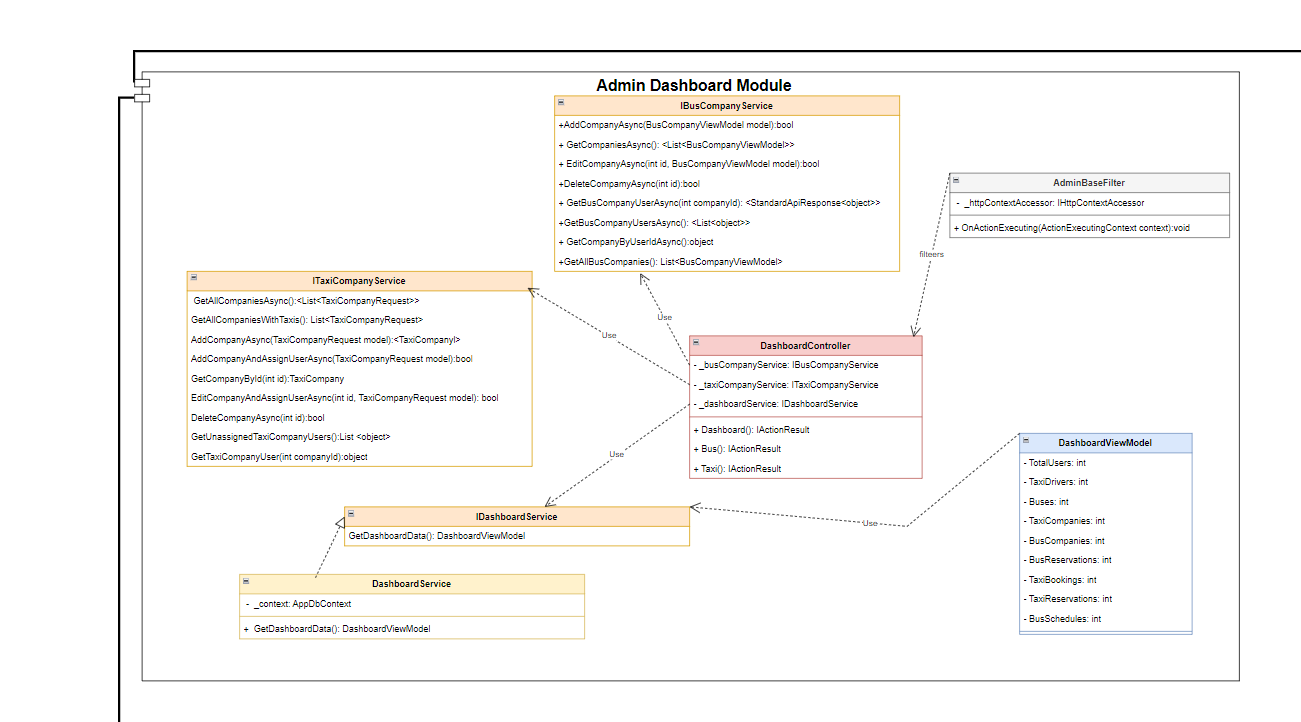 Admin Dashboard Module
IBusCompanyService
+AddCompanyAsync(BusCompanyViewModel model):bool
+ GetCompaniesAsync(): <List<BusCompanyViewModel>>
+ EditCompanyAsync(int id, BusCompanyViewModel model):bool
+DeleteCompamyAsync(int id):bool
+ GetBusCompanyUserAsync(int companyId): <StandardApiResponse<object>>
+GetBusCompanyUsersAsync(): <List<object>>
+ GetCompanyByUserIdAsync():object
+GetAllBusCompanies(): List<BusCompanyViewModel>
AdminBaseFilter
- _httpContextAccessor: IHttpContextAccessor
+ OnActionExecuting(ActionExecutingContext context):void
filteers
ITaxiCompanyService
GetAllCompaniesAsync():<List<TaxiCompanyRequest>>
GetAllCompaniesWithTaxis(): List<TaxiCompanyRequest>
AddCompanyAsync(TaxiCompanyRequest model):<TaxiCompanyI>
AddCompanyAndAssignUserAsync(TaxiCompanyRequest model):bool
GetCompanyById(int id):TaxiCompany
EditCompanyAndAssignUserAsync(int id, TaxiCompanyRequest model): bool
DeleteCompanyAsync(int id):bool
GetUnassignedTaxiCompanyUsers():List <object>
GetTaxiCompanyUser(int companyId):object
Use
Use
DashboardController
- _busCompanyService: IBusCompanyService
- _taxiCompanyService: ITaxiCompanyService
- _dashboardService: IDashboardService
+ Dashboard(): IActionResult
+ Bus(): IActionResult
+ Taxi(): IActionResult
Use
DashboardViewModel
- TotalUsers: int
- TaxiDrivers: int
- Buses: int
- TaxiCompanies: int
- BusCompanies: int
- BusReservations: int
- TaxiBookings: int
- TaxiReservations: int
- BusSchedules: int
Use
IDashboardService
GetDashboardData(): DashboardViewModel
DashboardService
- _context: AppDbContext
+ GetDashboardData(): DashboardViewModel